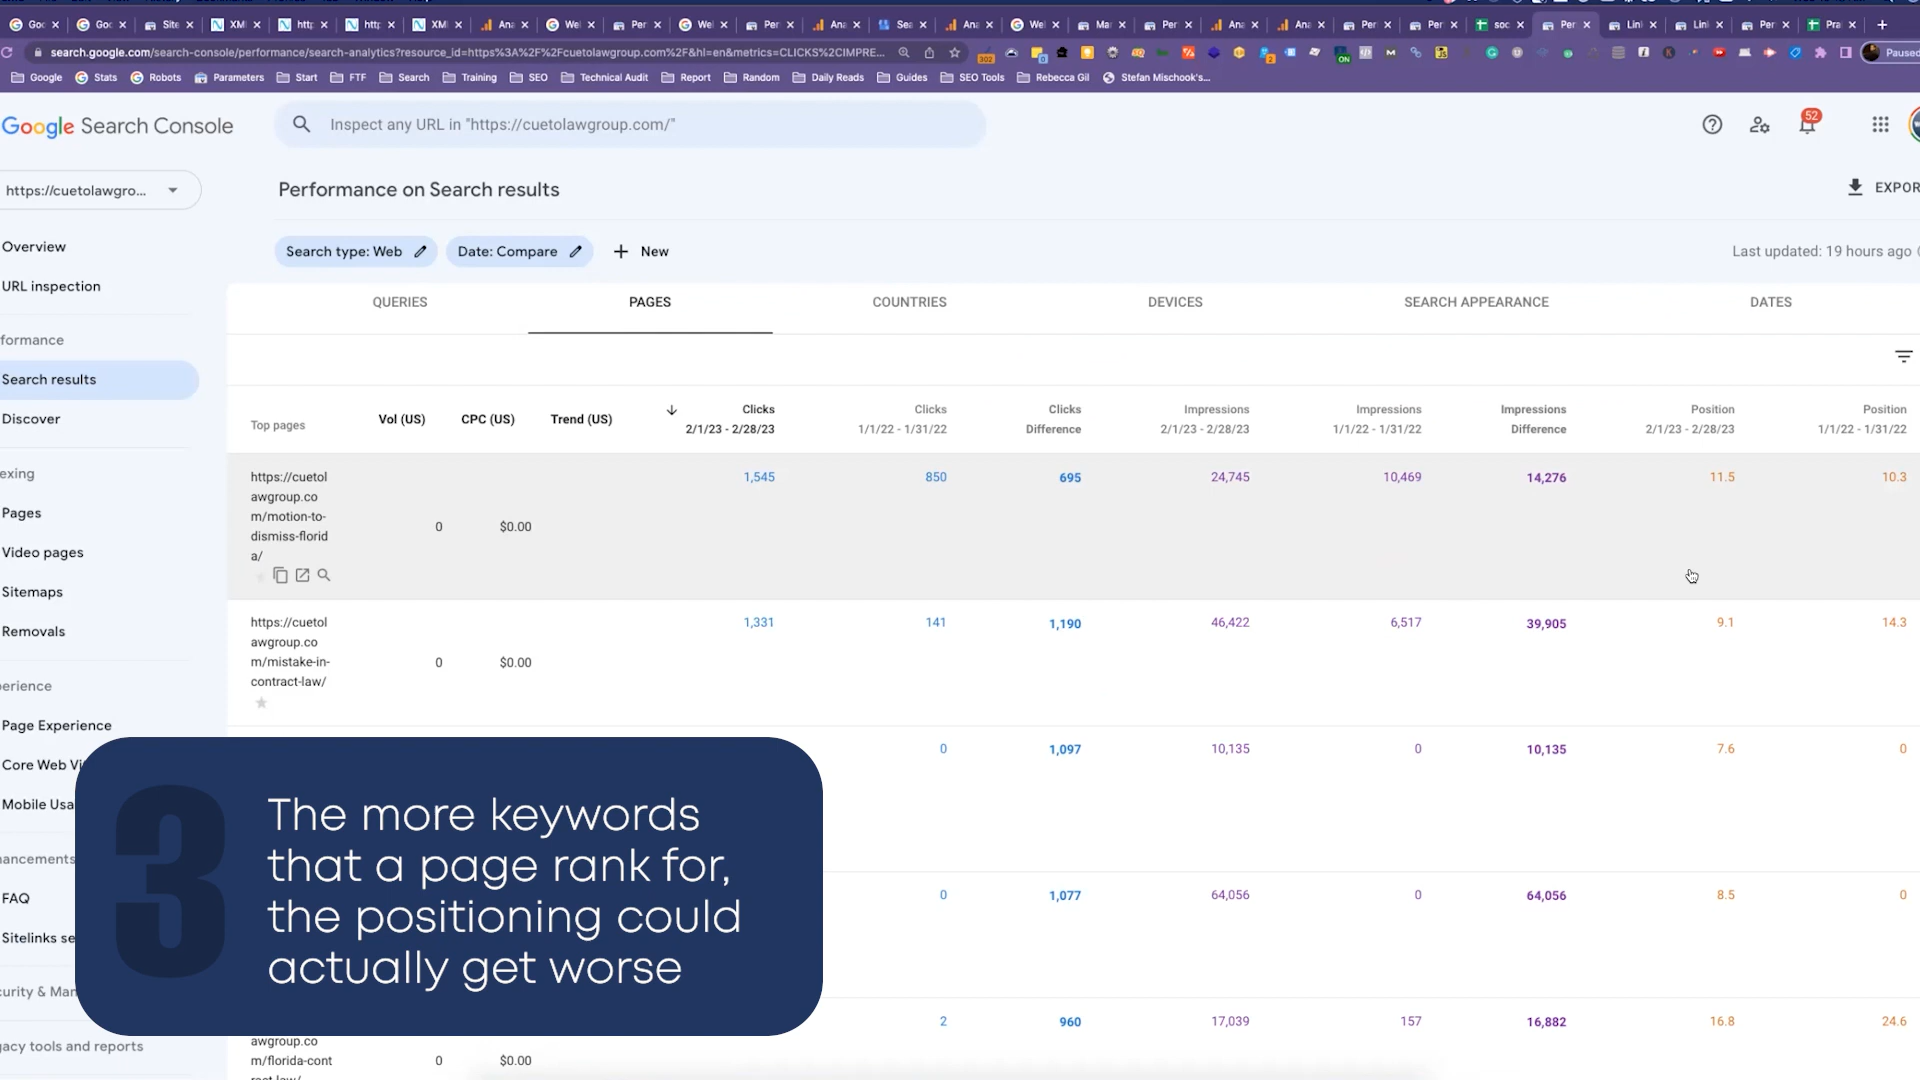 search.google.com/search-console/performance/search-analytics?resource_id=https%3A%2F%2Fcuetolawgroup.com%2F&hl=en&metrics=CLICKS%2CIMPRE...
302
ON
Paused
Google
Stats
Robots
Parameters
Start
FTF
Search
Training
SEO
Technical Audit
Report
Random
Daily Reads
Guides
SEO Tools
Rebecca Gil
Stefan Mischook's...
Google Search Console
Inspect any URL in "https://cuetolawgroup.com/"
52
https://cuetolawgro...
Performance on Search results
EXPOR
Search type: Web
Date: Compare
New
Last updated: 19 hours ago
Overview
URL inspection
formance
Search results
Discover
exing
Pages
Video pages
Sitemaps
Removals
perience
Page Experience
Core Web Vi
Mobile Usa
ancements
FAQ
Sitelinks se
curity & Man
gacy tools and reports
QUERIES
PAGES
COUNTRIES
DEVICES
SEARCH APPEARANCE
DATES
Top pages
Vol (US)
CPC (US)
Trend (US)
Clicks
2/1/23 - 2/28/23
Clicks
1/1/22 - 1/31/22
Clicks
Difference
Impressions
2/1/23 - 2/28/23
Impressions
1/1/22 - 1/31/22
Impressions
Difference
Position
2/1/23 - 2/28/23
Position
1/1/22 - 1/31/22
https://cuetol
awgroup.co
m/motion-to-
dismiss-florid
a/
0
$0.00
1,545
850
695
24,745
10,469
14,276
11.5
10.3
https://cuetol
awgroup.co
m/mistake-in-
contract-law/
0
$0.00
1,331
141
1,190
46,422
6,517
39,905
9.1
14.3
0
1,097
10,135
0
10,135
7.6
0
0
1,077
64,056
0
64,056
8.5
0
2
960
17,039
157
16,882
16.8
24.6
awgroup.co
m/florida-cont
ract-law/
0
$0.00
3
The more keywords
that a page rank for,
the positioning could
actually get worse